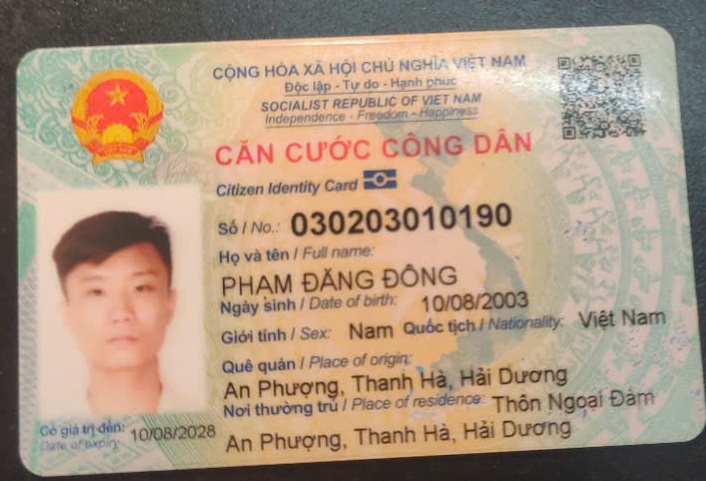 CỘNG HÒA XÃ HỘI CHỦ NGHĨA VIỆT NAM
Độc lập - Tự do - Hạnh phúc
SOCIALIST REPUBLIC OF VIET NAM
Independence - Freedom - Happiness
CĂN CƯỚC CÔNG DÂN
Citizen Identity Card
Số / No.: 030203010190
Họ và tên / Full name:
PHẠM ĐĂNG ĐÔNG
Ngày sinh / Date of birth: 10/08/2003
Giới tính / Sex: Nam Quốc tịch / Nationality: Việt Nam
Quê quán / Place of origin:
An Phượng, Thanh Hà, Hải Dương
Nơi thường trú / Place of residence: Thôn Ngoại Đàm
An Phượng, Thanh Hà, Hải Dương
Có giá trị đến: 10/08/2028
Date of expiry